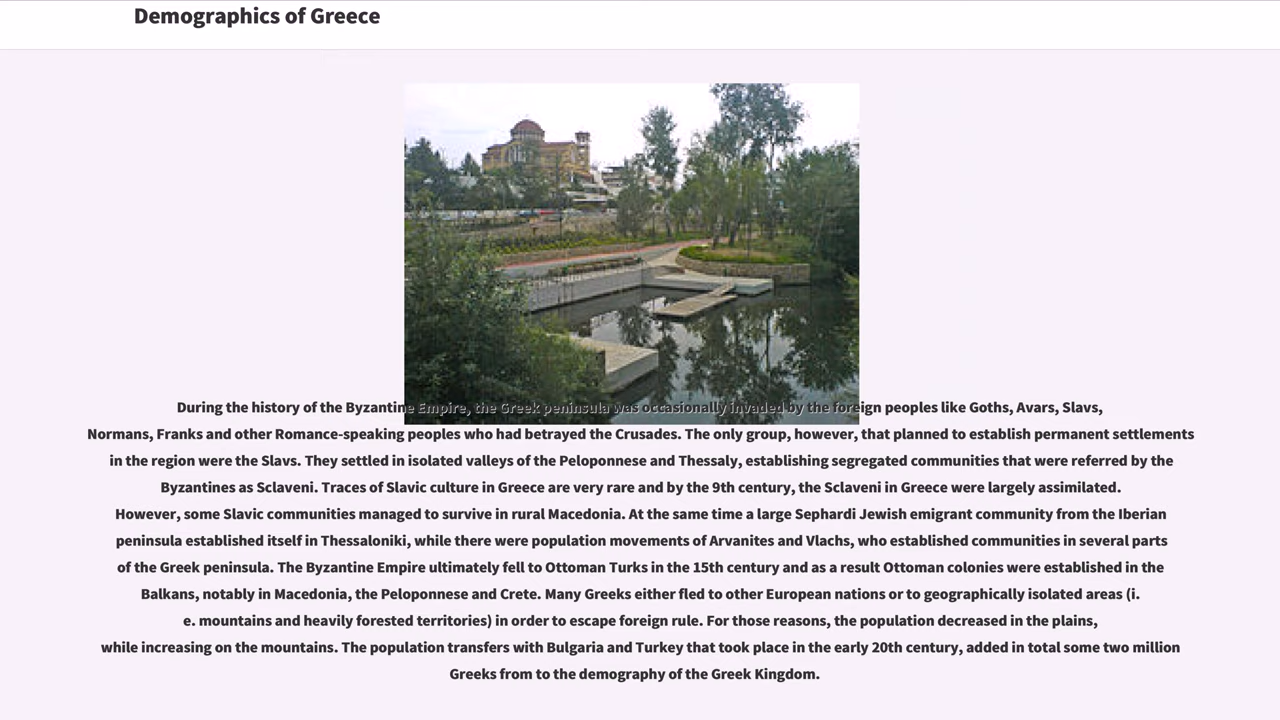 Demographics of Greece
During the history of the Byzantine Empire, the Greek peninsula was occasionally invaded by the foreign peoples like Goths, Avars, Slavs,
Normans, Franks and other Romance-speaking peoples who had betrayed the Crusades. The only group, however, that planned to establish permanent settlements
in the region were the Slavs. They settled in isolated valleys of the Peloponnese and Thessaly, establishing segregated communities that were referred by the
Byzantines as Sclaveni. Traces of Slavic culture in Greece are very rare and by the 9th century, the Sclaveni in Greece were largely assimilated.
However, some Slavic communities managed to survive in rural Macedonia. At the same time a large Sephardi Jewish emigrant community from the Iberian
peninsula established itself in Thessaloniki, while there were population movements of Arvanites and Vlachs, who established communities in several parts
of the Greek peninsula. The Byzantine Empire ultimately fell to Ottoman Turks in the 15th century and as a result Ottoman colonies were established in the
Balkans, notably in Macedonia, the Peloponnese and Crete. Many Greeks either fled to other European nations or to geographically isolated areas (i.
e. mountains and heavily forested territories) in order to escape foreign rule. For those reasons, the population decreased in the plains,
while increasing on the mountains. The population transfers with Bulgaria and Turkey that took place in the early 20th century, added in total some two million
Greeks from to the demography of the Greek Kingdom.